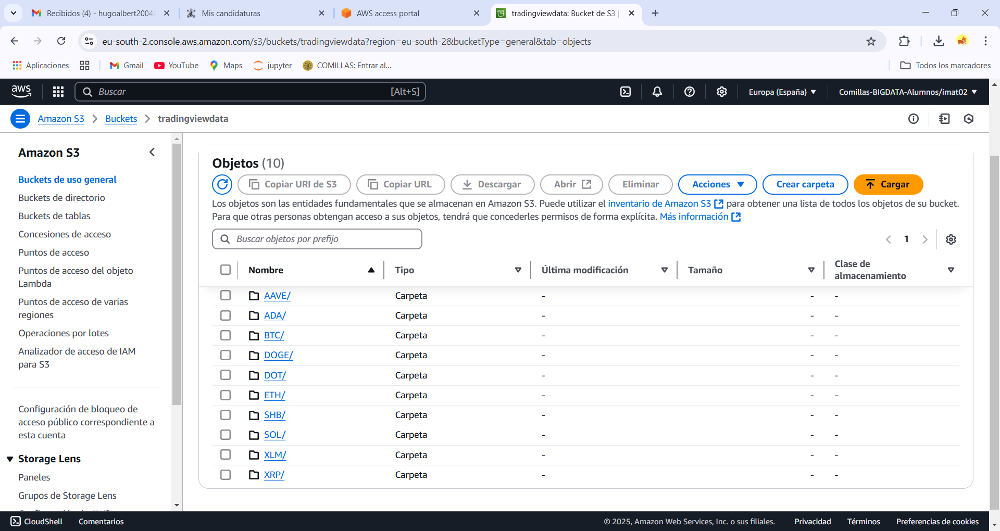 Recibidos (4) - hugoalbert2004
Mis candidaturas
AWS access portal
tradingviewdata: Bucket de S3 |
eu-south-2.console.aws.amazon.com/s3/buckets/tradingviewdata?region=eu-south-2&bucketType=general&tab=objects
Aplicaciones
Gmail
YouTube
Maps
jupyter
COMILLAS: Entrar al...
Todos los marcadores
aws
Buscar
[Alt+S]
Europa (España)
Comillas-BIGDATA-Alumnos/imat02
Amazon S3
Buckets
tradingviewdata
Amazon S3
Buckets de uso general
Buckets de directorio
Buckets de tablas
Concesiones de acceso
Puntos de acceso
Puntos de acceso del objeto
Lambda
Puntos de acceso de varias
regiones
Operaciones por lotes
Analizador de acceso de IAM
para S3
Configuración de bloqueo de
acceso público correspondiente a
esta cuenta
Storage Lens
Paneles
Grupos de Storage Lens
Objetos (10)
Copiar URI de S3
Copiar URL
Descargar
Abrir
Eliminar
Acciones
Crear carpeta
Cargar
Los objetos son las entidades fundamentales que se almacenan en Amazon S3. Puede utilizar el inventario de Amazon S3 para obtener una lista de todos los objetos de su bucket.
Para que otras personas obtengan acceso a sus objetos, tendrá que concederles permisos de forma explícita. Más información
Buscar objetos por prefijo
1
Nombre
Tipo
Última modificación
Tamaño
Clase de
almacenamiento
AAVE/ Carpeta - - -
ADA/ Carpeta - - -
BTC/ Carpeta - - -
DOGE/ Carpeta - - -
DOT/ Carpeta - - -
ETH/ Carpeta - - -
SHB/ Carpeta - - -
SOL/ Carpeta - - -
XLM/ Carpeta - - -
XRP/ Carpeta - - -
CloudShell
Comentarios
© 2025, Amazon Web Services, Inc. o sus filiales.
Privacidad
Términos
Preferencias de cookies